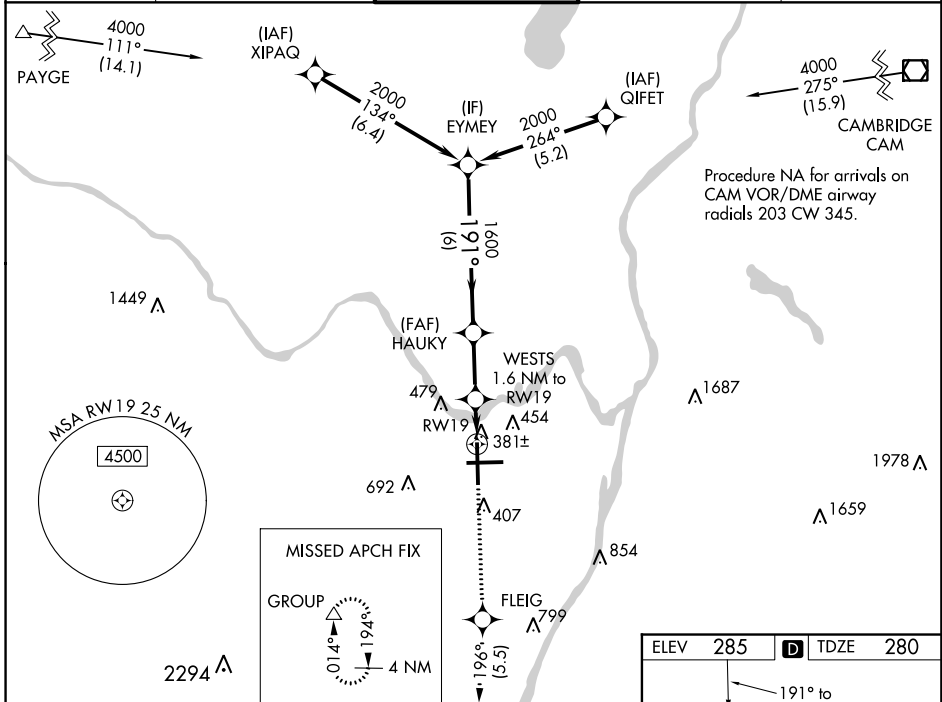 4000
111°
(14.1)
PAYGE
(IAF)
XIPAQ
2000
134°
(6.4)
(IF)
EYMEY
2000
264°
(5.2)
(IAF)
QIFET
4000
275°
(15.9)
CAMBRIDGE
CAM
Procedure NA for arrivals on
CAM VOR/DME airway
radials 203 CW 345.
1600
191°
(6)
1449
(FAF)
HAUKY
WESTS
1.6 NM to
RW19
479
454
RW19
381±
1687
MSA RW19 25 NM
4500
692
407
1978
1659
854
MISSED APCH FIX
GROUP
014°
194°
4 NM
FLEIG
799
196°
(5.5)
2294
ELEV 285 D TDZE 280
191° to